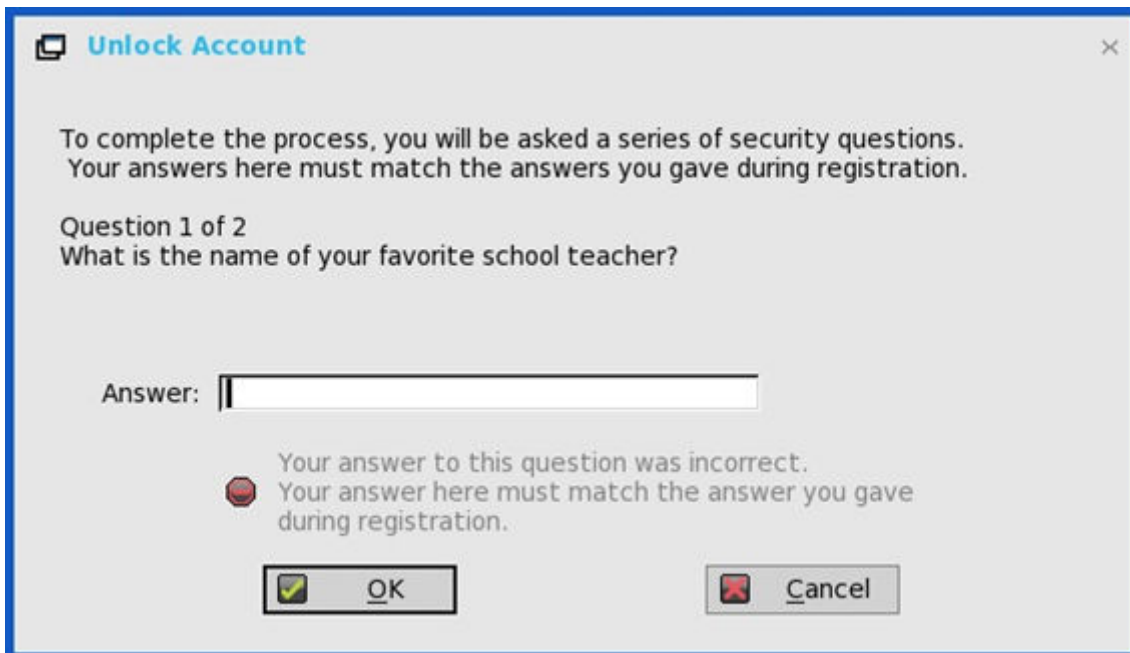 Unlock Account
To complete the process, you will be asked a series of security questions.
Your answers here must match the answers you gave during registration.
Question 1 of 2
What is the name of your favorite school teacher?
Answer:
Your answer to this question was incorrect.
Your answer here must match the answer you gave
during registration.
OK
Cancel